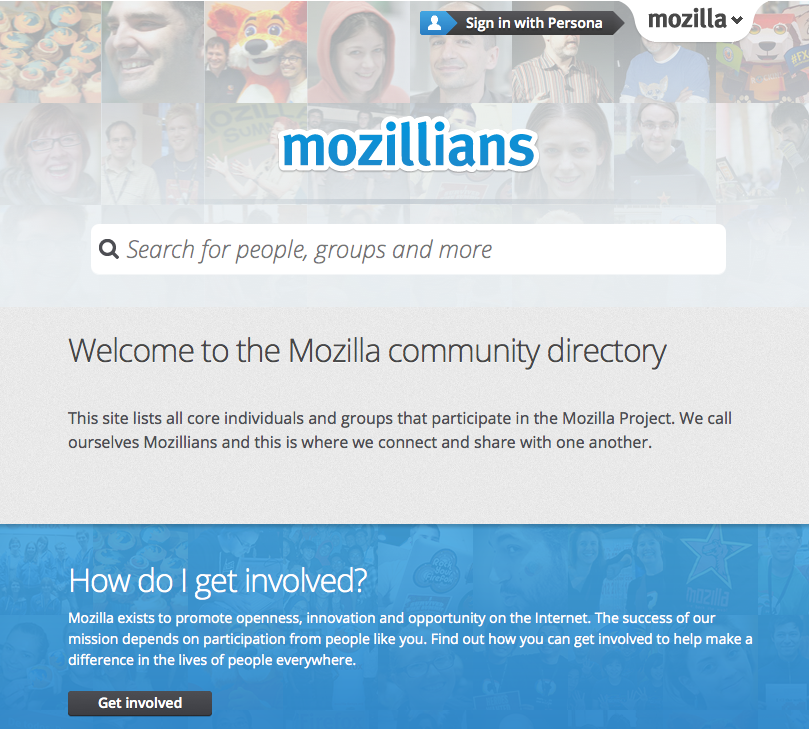 Sign in with Persona
mozilla
mozillians
Search for people, groups and more
Welcome to the Mozilla community directory
This site lists all core individuals and groups that participate in the Mozilla Project. We call
ourselves Mozillians and this is where we connect and share with one another.
How do I get involved?
Mozilla exists to promote openness, innovation and opportunity on the Internet. The success of our
mission depends on participation from people like you. Find out how you can get involved to help make a
difference in the lives of people everywhere.
Get involved